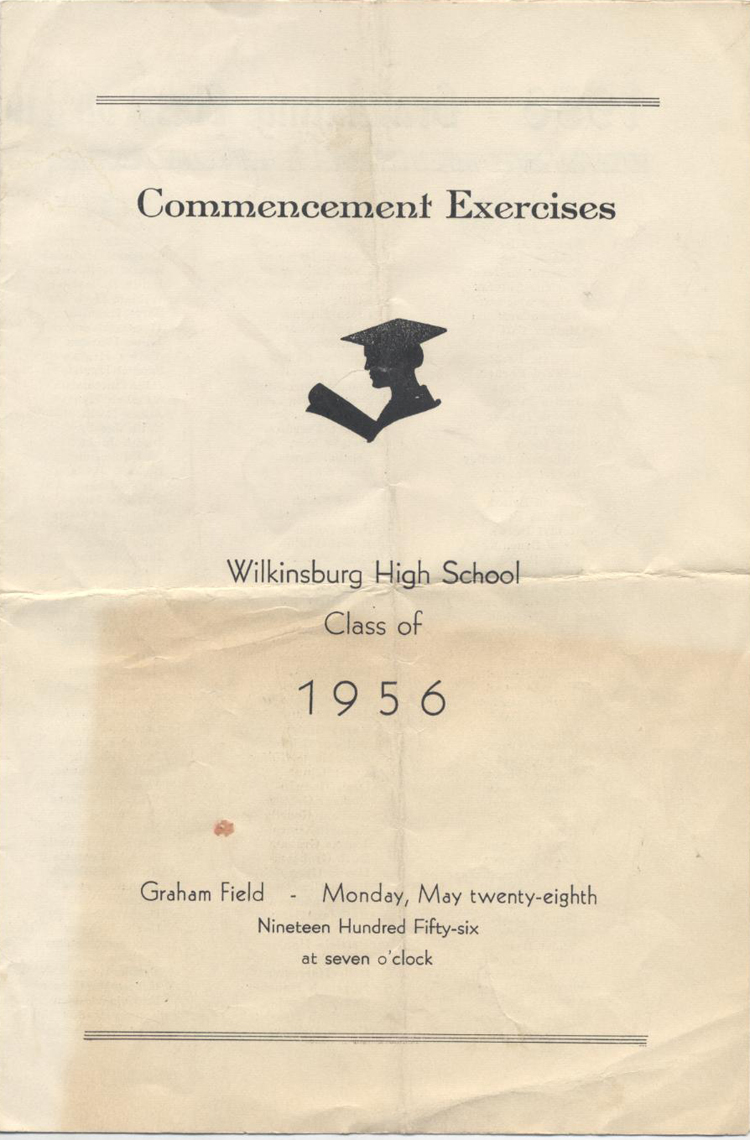 Commencement Exercises
Wilkinsburg High School
Class of
1956
Graham Field - Monday, May twenty-eighth
Nineteen Hundred Fifty-six
at seven o'clock